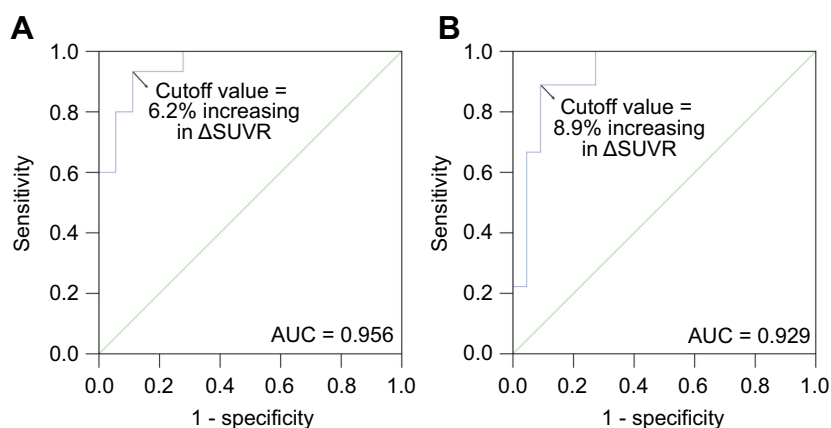 A
1.0
0.8
0.6
0.4
0.2
0.0
Sensitivity
Cutoff value =
6.2% increasing
in ΔSUVR
AUC = 0.956
0.0 0.2 0.4 0.6 0.8 1.0
1 - specificity
B
1.0
0.8
0.6
0.4
0.2
0.0
Sensitivity
Cutoff value =
8.9% increasing
in ΔSUVR
AUC = 0.929
0.0 0.2 0.4 0.6 0.8 1.0
1 - specificity